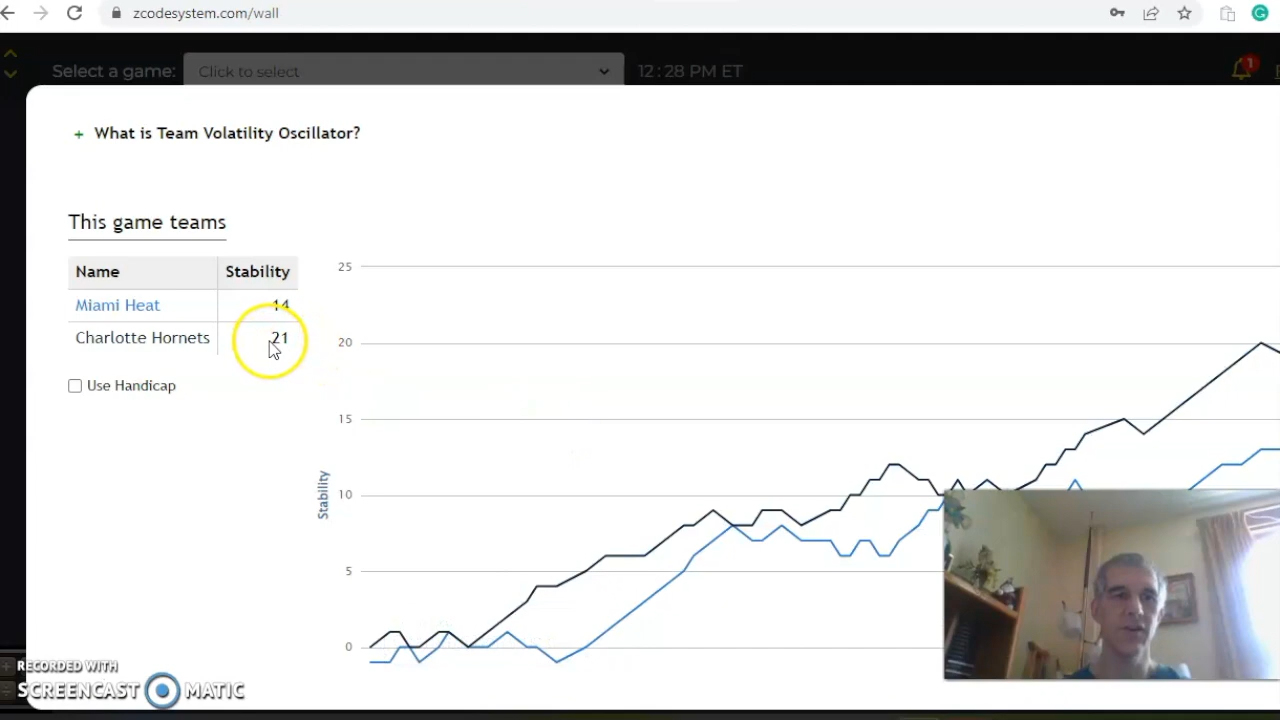 zcodesystem.com/wall
Select a game: Click to select 12:28 PM ET
1
+ What is Team Volatility Oscillator?
This game teams
Name Stability
Miami Heat 14
Charlotte Hornets 21
Use Handicap
25
20
15
10
5
0
Stability
RECORDED WITH
SCREENCAST MATIC